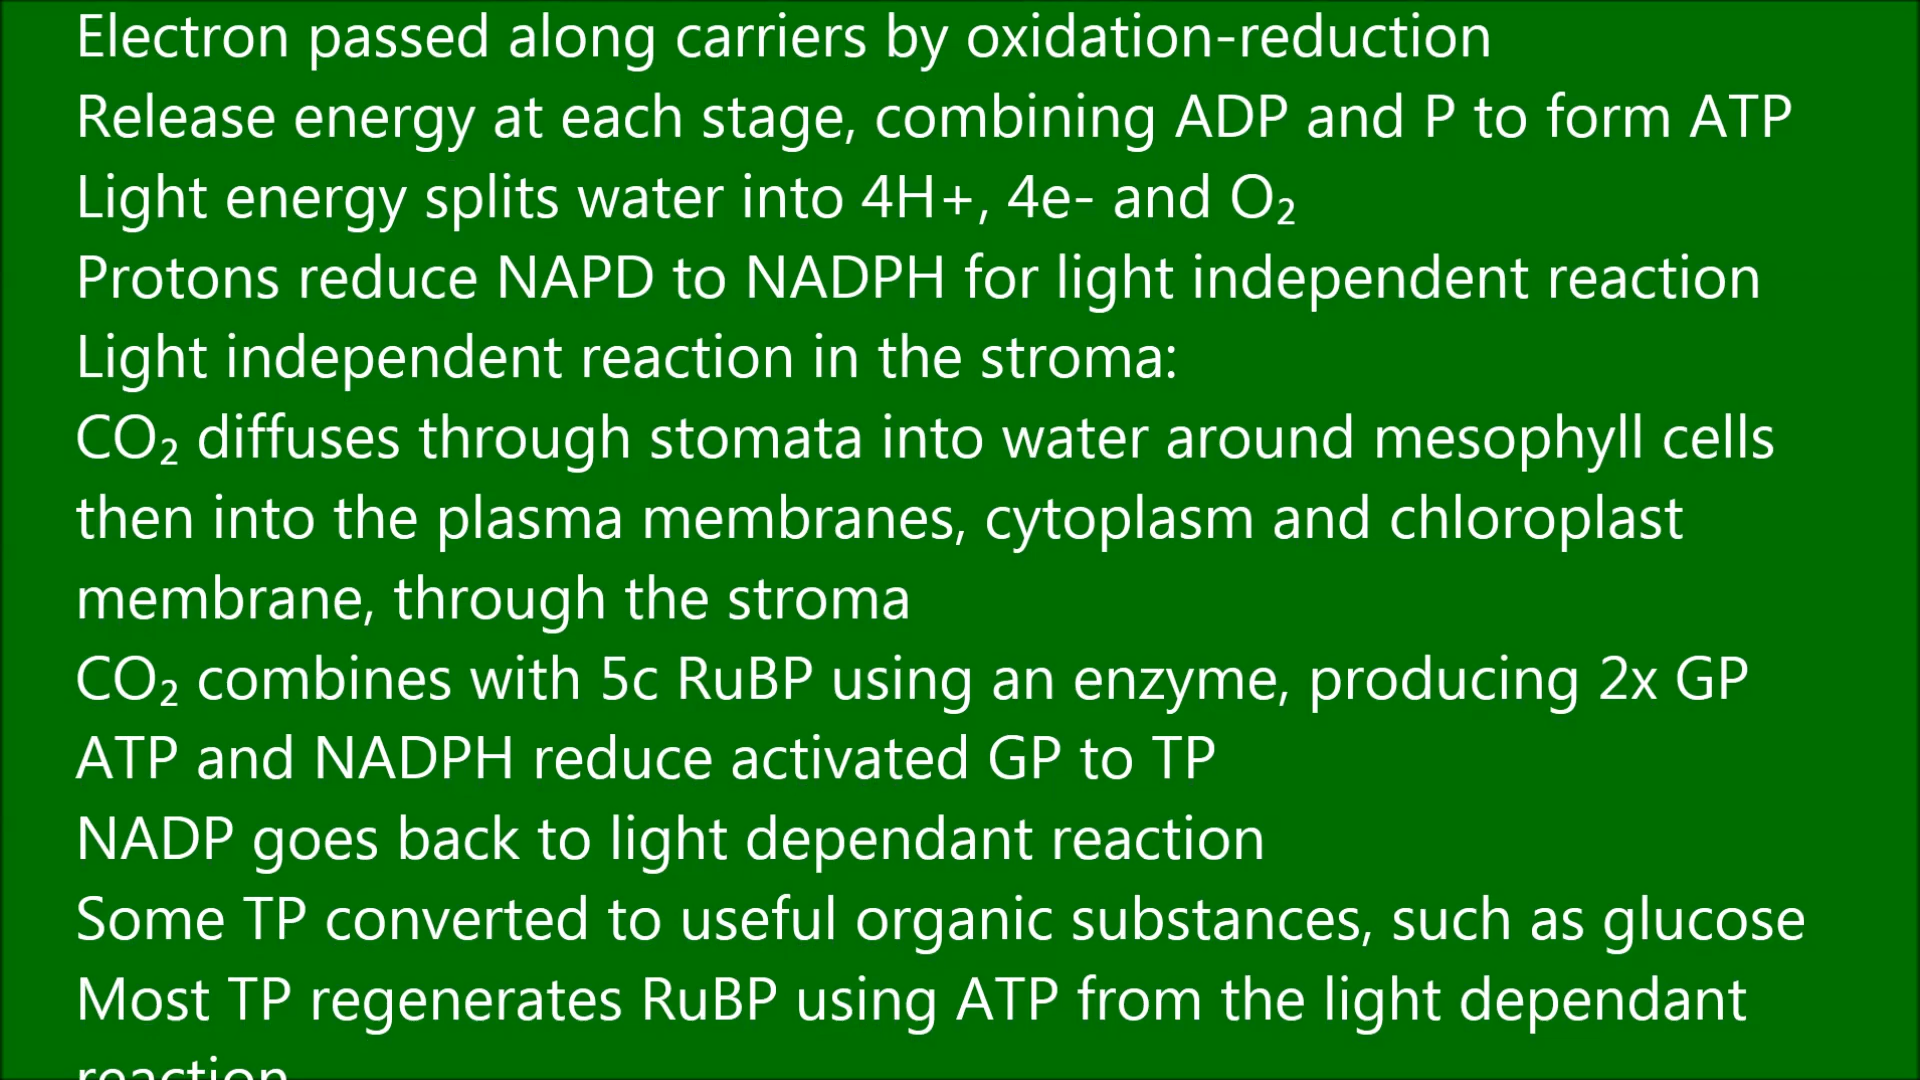 Electron passed along carriers by oxidation-reduction
Release energy at each stage, combining ADP and P to form ATP
Light energy splits water into 4H+, 4e- and O₂
Protons reduce NAPD to NADPH for light independent reaction
Light independent reaction in the stroma:
CO₂ diffuses through stomata into water around mesophyll cells
then into the plasma membranes, cytoplasm and chloroplast
membrane, through the stroma
CO₂ combines with 5c RuBP using an enzyme, producing 2x GP
ATP and NADPH reduce activated GP to TP
NADP goes back to light dependant reaction
Some TP converted to useful organic substances, such as glucose
Most TP regenerates RuBP using ATP from the light dependant
reaction